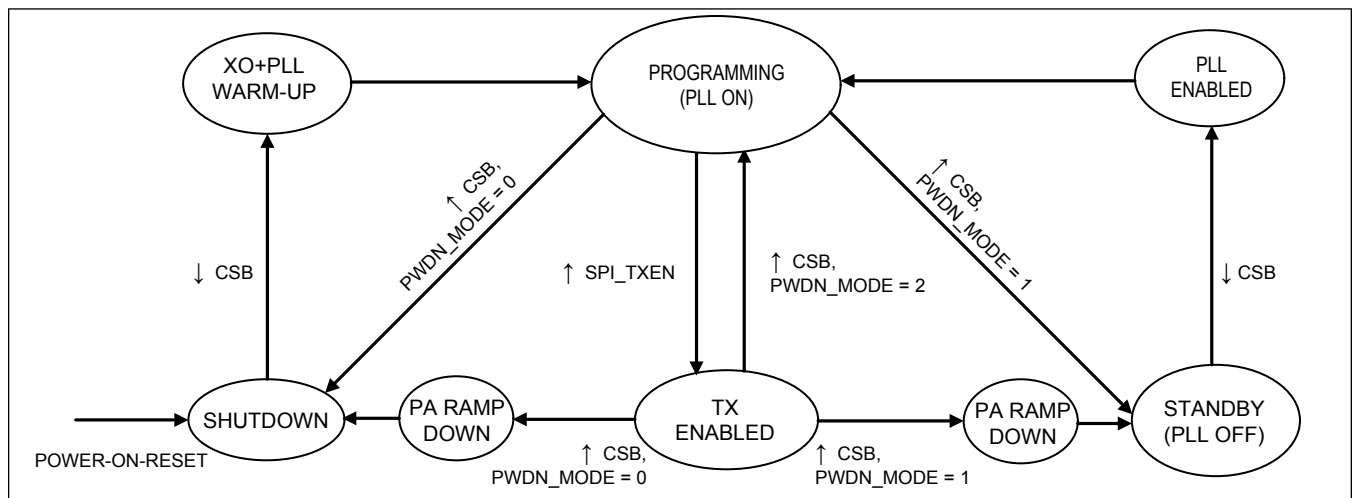 XO+PLL
WARM-UP
PROGRAMMING
(PLL ON)
PLL
ENABLED
↑ CSB,
PWDN_MODE = 0
↑ CSB,
PWDN_MODE = 1
↓ CSB
↑ SPI_TXEN
↑ CSB,
PWDN_MODE = 2
↓ CSB
SHUTDOWN
PA RAMP
DOWN
TX
ENABLED
PA RAMP
DOWN
STANDBY
(PLL OFF)
POWER-ON-RESET
↑ CSB,
PWDN_MODE = 0
↑ CSB,
PWDN_MODE = 1